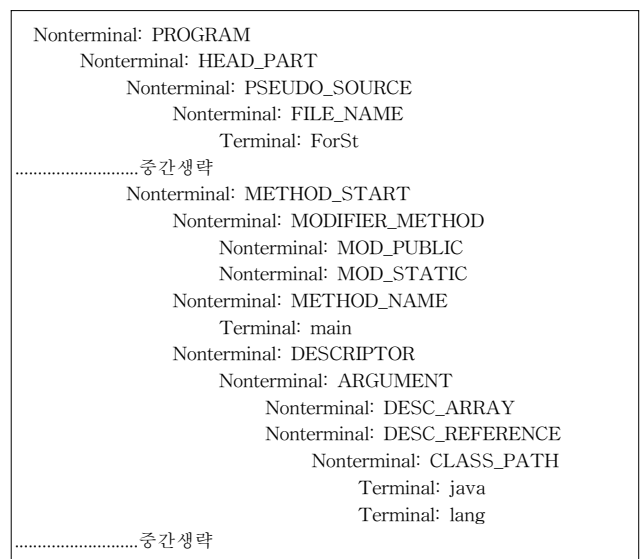 Nonterminal: PROGRAM
Nonterminal: HEAD_PART
Nonterminal: PSEUDO_SOURCE
Nonterminal: FILE_NAME
Terminal: ForSt
...........................중간생략
Nonterminal: METHOD_START
Nonterminal: MODIFIER_METHOD
Nonterminal: MOD_PUBLIC
Nonterminal: MOD_STATIC
Nonterminal: METHOD_NAME
Terminal: main
Nonterminal: DESCRIPTOR
Nonterminal: ARGUMENT
Nonterminal: DESC_ARRAY
Nonterminal: DESC_REFERENCE
Nonterminal: CLASS_PATH
Terminal: java
Terminal: lang
...........................중간생략